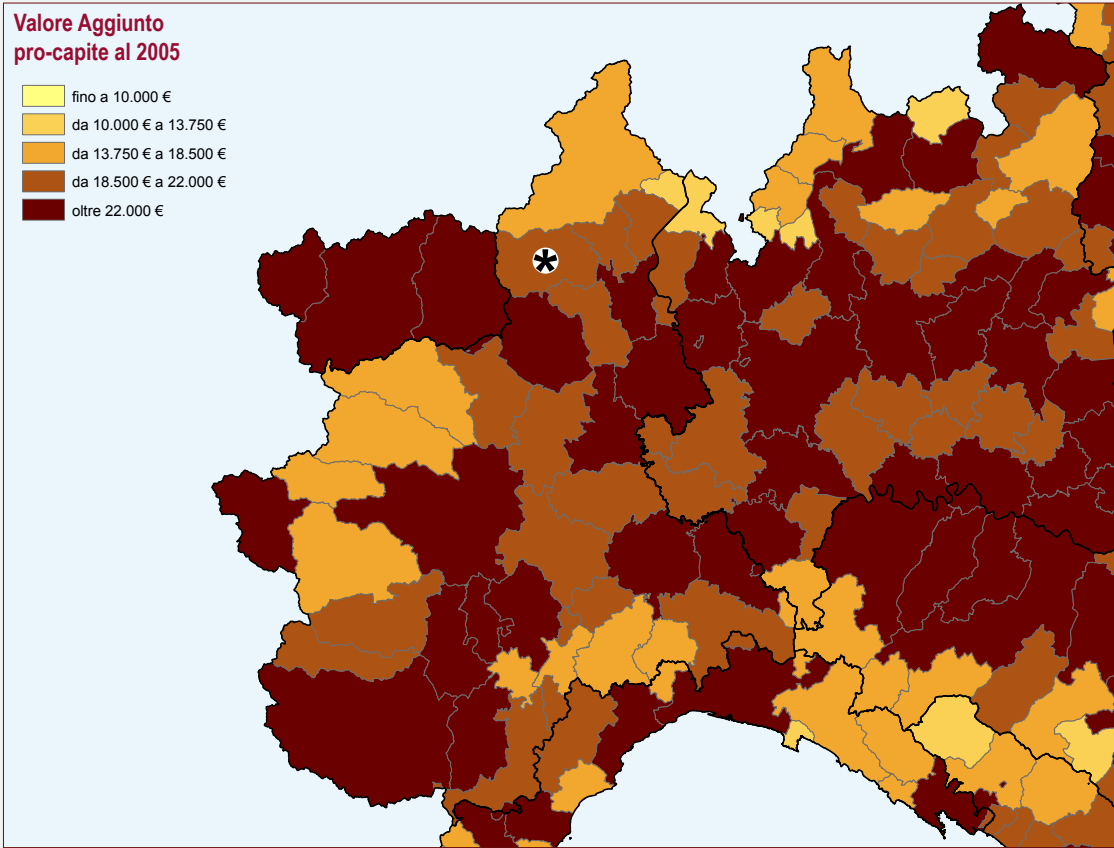 Valore Aggiunto
pro-capite al 2005
fino a 10.000 €
da 10.000 € a 13.750 €
da 13.750 € a 18.500 €
da 18.500 € a 22.000 €
oltre 22.000 €
*